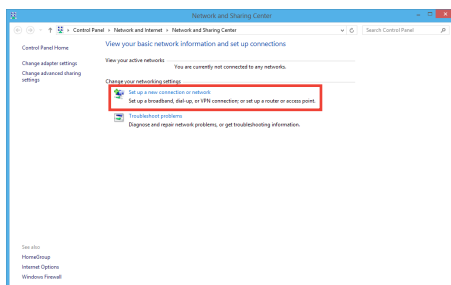 Network and Sharing Center
Control Panel › Network and Internet › Network and Sharing Center
Search Control Panel
Control Panel Home
Change adapter settings
Change advanced sharing
settings
View your basic network information and set up connections
View your active networks
You are currently not connected to any networks.
Change your networking settings
Set up a new connection or network
Set up a broadband, dial-up, or VPN connection; or set up a router or access point.
Troubleshoot problems
Diagnose and repair network problems, or get troubleshooting information.
See also
HomeGroup
Internet Options
Windows Firewall